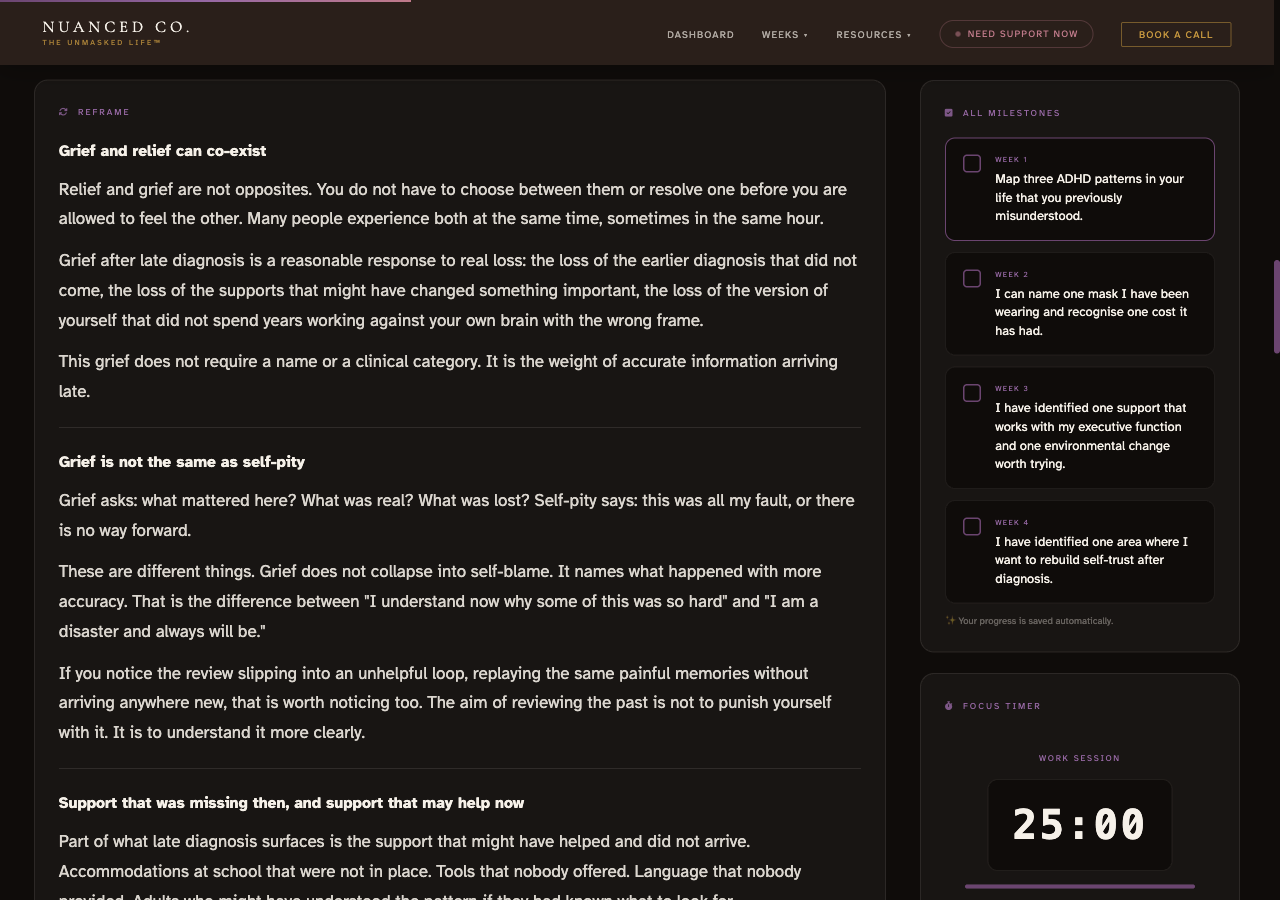 NUANCED CO.
THE UNMASKED LIFE™
DASHBOARD
WEEKS ▾
RESOURCES ▾
NEED SUPPORT NOW
BOOK A CALL
REFRAME
Grief and relief can co-exist
Relief and grief are not opposites. You do not have to choose between them or resolve one before you are
allowed to feel the other. Many people experience both at the same time, sometimes in the same hour.
Grief after late diagnosis is a reasonable response to real loss: the loss of the earlier diagnosis that did not
come, the loss of the supports that might have changed something important, the loss of the version of
yourself that did not spend years working against your own brain with the wrong frame.
This grief does not require a name or a clinical category. It is the weight of accurate information arriving
late.
Grief is not the same as self-pity
Grief asks: what mattered here? What was real? What was lost? Self-pity says: this was all my fault, or there
is no way forward.
These are different things. Grief does not collapse into self-blame. It names what happened with more
accuracy. That is the difference between "I understand now why some of this was so hard" and "I am a
disaster and always will be."
If you notice the review slipping into an unhelpful loop, replaying the same painful memories without
arriving anywhere new, that is worth noticing too. The aim of reviewing the past is not to punish yourself
with it. It is to understand it more clearly.
Support that was missing then, and support that may help now
Part of what late diagnosis surfaces is the support that might have helped and did not arrive.
Accommodations at school that were not in place. Tools that nobody offered. Language that nobody
provided. Adults who might have understood the pattern if they had known what to look for.
ALL MILESTONES
WEEK 1
Map three ADHD patterns in your
life that you previously
misunderstood.
WEEK 2
I can name one mask I have been
wearing and recognise one cost it
has had.
WEEK 3
I have identified one support that
works with my executive function
and one environmental change
worth trying.
WEEK 4
I have identified one area where I
want to rebuild self-trust after
diagnosis.
✨ Your progress is saved automatically.
FOCUS TIMER
WORK SESSION
25:00